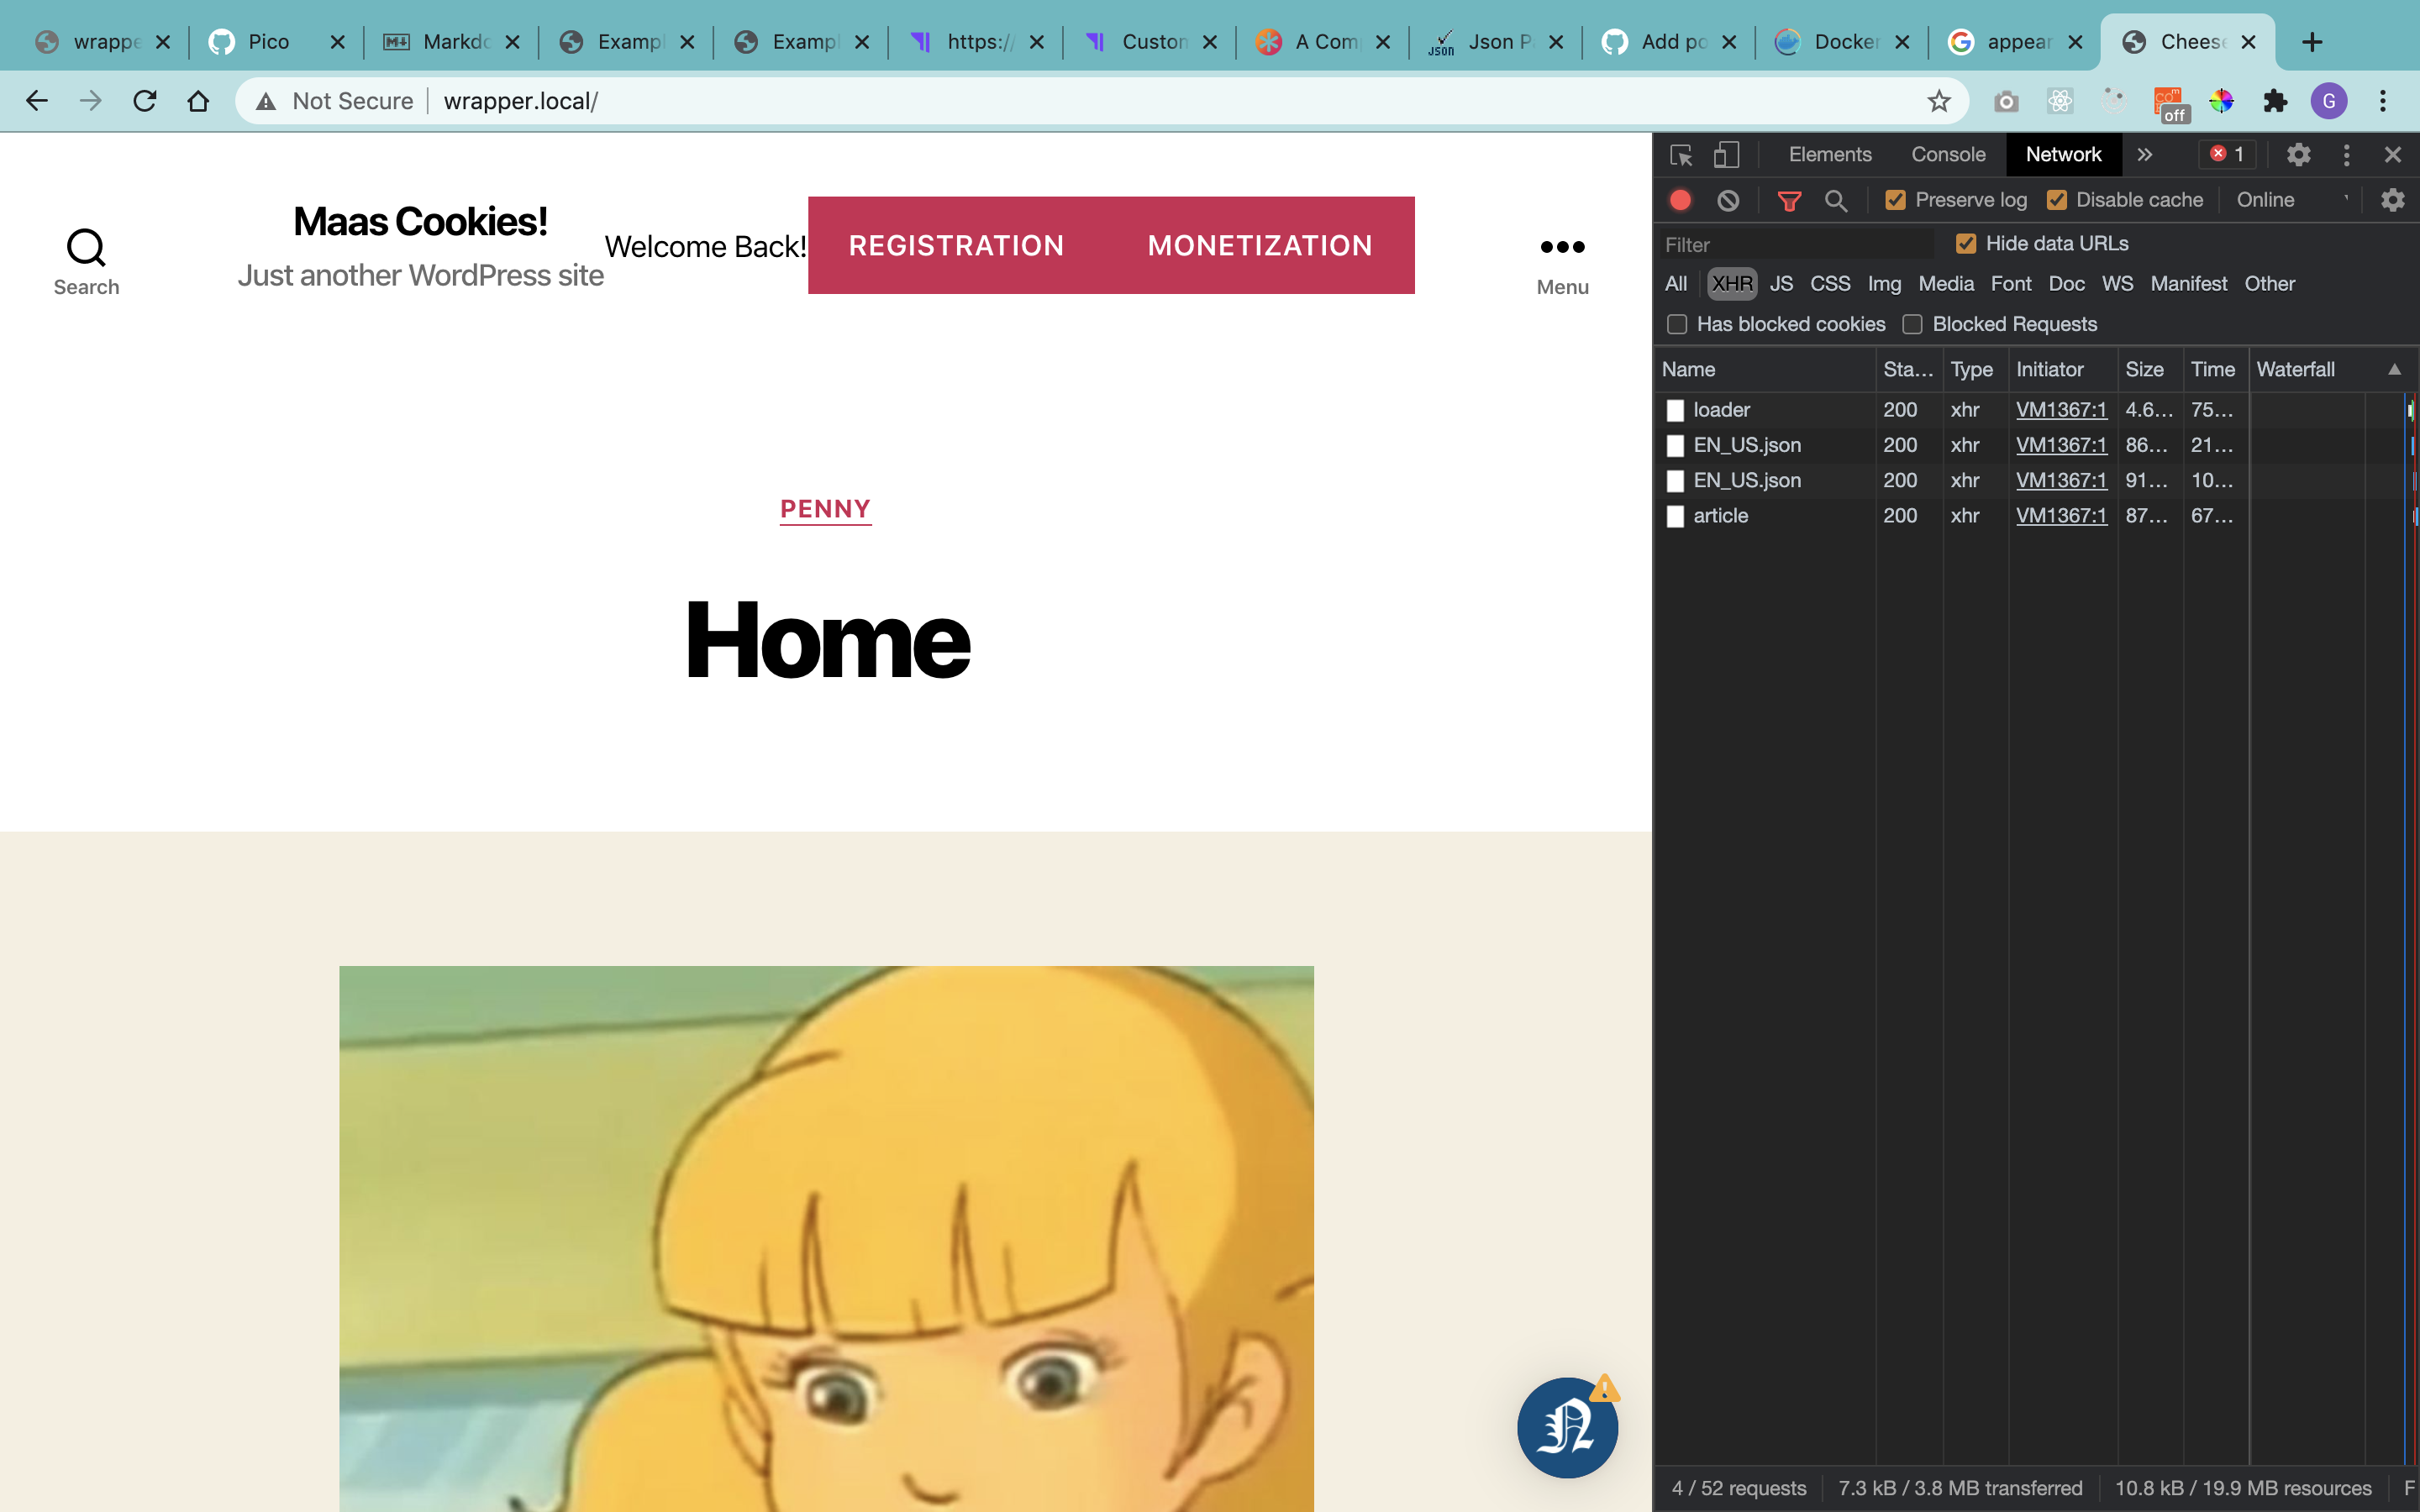 wrappe Pico Markdo Exampl Exampl https:// Custom A Com Json P Add po Docker appear Cheese
Not Secure wrapper.local/ off G
Elements Console Network 1
Preserve log Disable cache Online
Filter Hide data URLs
All XHR JS CSS Img Media Font Doc WS Manifest Other
Has blocked cookies Blocked Requests
Name Sta... Type Initiator Size Time Waterfall
loader 200 xhr VM1367:1 4.6... 75...
EN_US.json 200 xhr VM1367:1 86... 21...
EN_US.json 200 xhr VM1367:1 91... 10...
article 200 xhr VM1367:1 87... 67...
4 / 52 requests 7.3 kB / 3.8 MB transferred 10.8 kB / 19.9 MB resources F
Search
Maas Cookies!
Just another WordPress site
Welcome Back!
REGISTRATION MONETIZATION
Menu
PENNY
Home
N